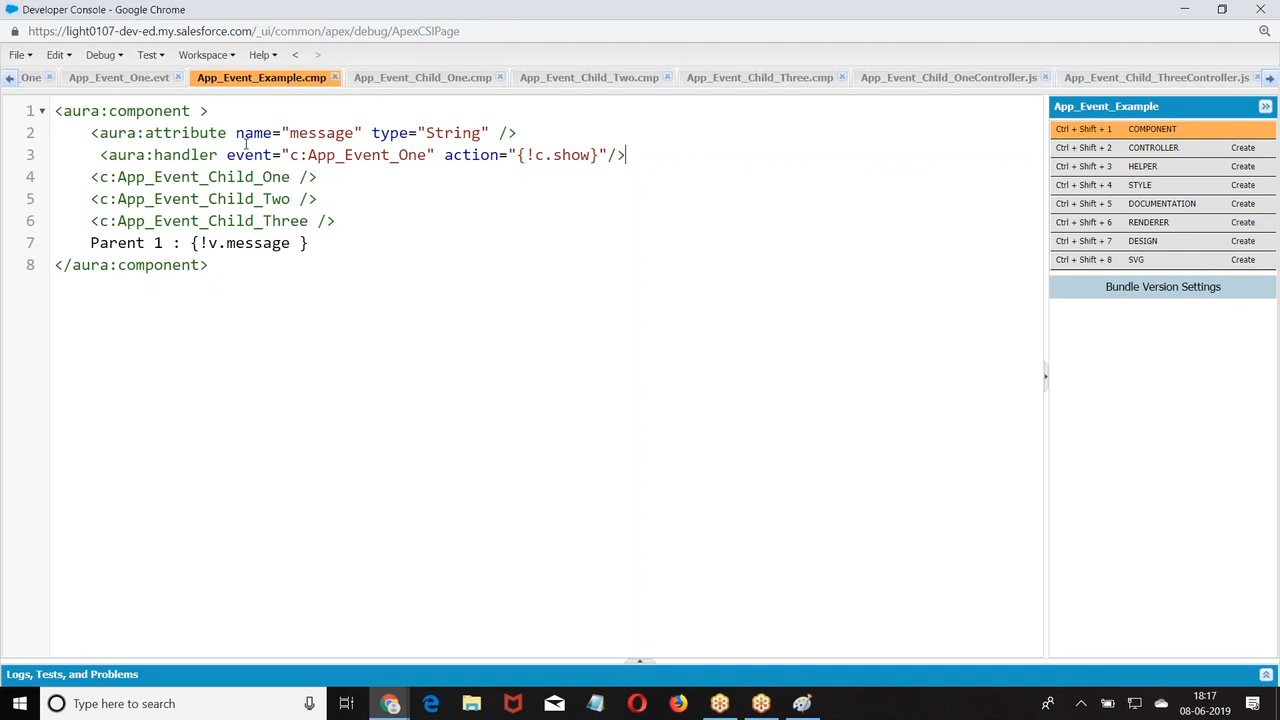 Developer Console - Google Chrome
https://light0107-dev-ed.my.salesforce.com/_ui/common/apex/debug/ApexCSIPage
File Edit Debug Test Workspace Help < >
One App_Event_One.evt App_Event_Example.cmp App_Event_Child_One.cmp App_Event_Child_Two.cmp App_Event_Child_Three.cmp App_Event_Child_OneController.js App_Event_Child_ThreeController.js
1 <aura:component >
2 <aura:attribute name="message" type="String" />
3 <aura:handler event="c:App_Event_One" action="{!c.show}"/>
4 <c:App_Event_Child_One />
5 <c:App_Event_Child_Two />
6 <c:App_Event_Child_Three />
7 Parent 1 : {!v.message }
8 </aura:component>
App_Event_Example
Ctrl + Shift + 1 COMPONENT
Ctrl + Shift + 2 CONTROLLER Create
Ctrl + Shift + 3 HELPER Create
Ctrl + Shift + 4 STYLE Create
Ctrl + Shift + 5 DOCUMENTATION Create
Ctrl + Shift + 6 RENDERER Create
Ctrl + Shift + 7 DESIGN Create
Ctrl + Shift + 8 SVG Create
Bundle Version Settings
Logs, Tests, and Problems
Type here to search
18:17
08-06-2019